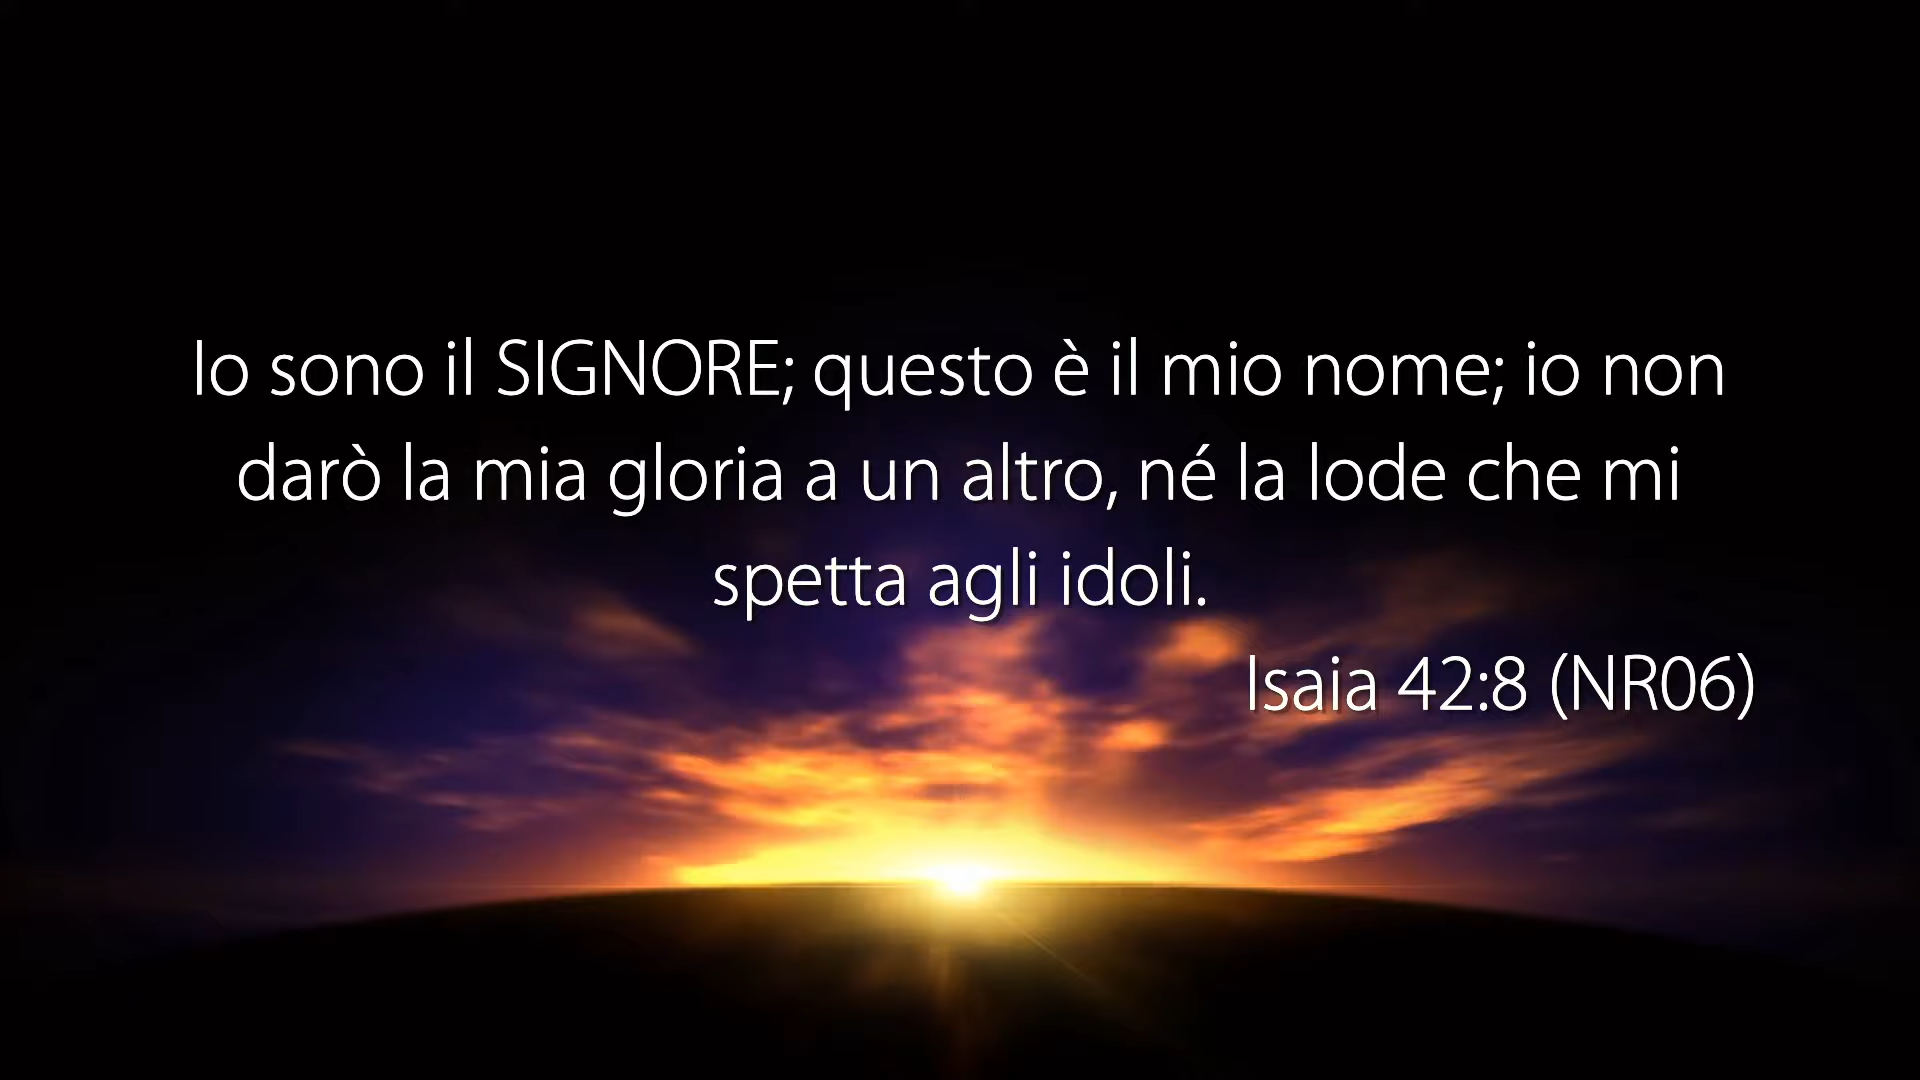 Io sono il SIGNORE; questo è il mio nome; io non
darò la mia gloria a un altro, né la lode che mi
spetta agli idoli.
Isaia 42:8 (NR06)